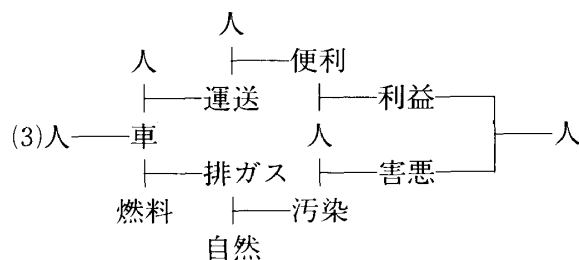 人
人 便利
運送 利益
(3)人 車 人 人
排ガス 害悪
燃料 汚染
自然